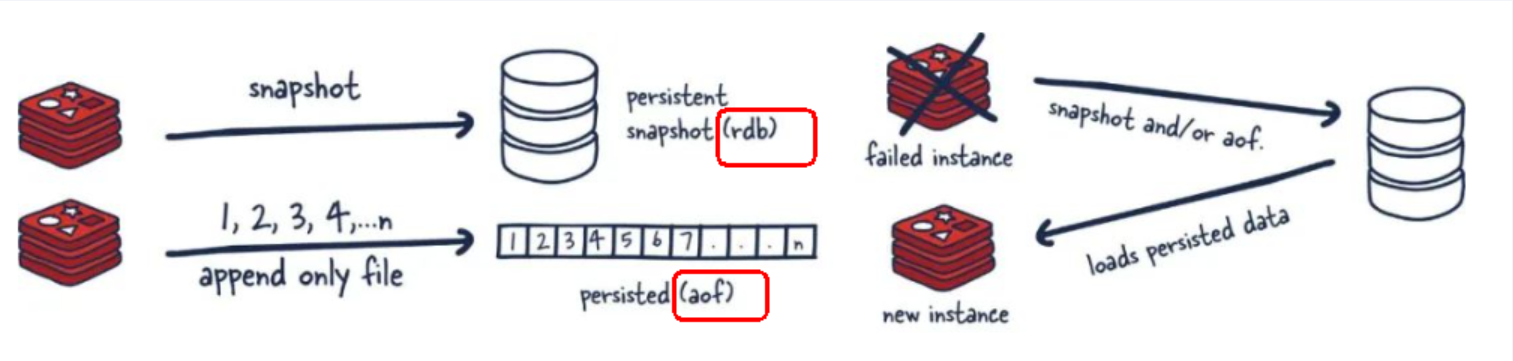 snapshot
persistent
snapshot (rdb)
1, 2, 3, 4,...n
append only file
1 2 3 4 5 6 7 . . . n
persisted (aof)
failed instance
snapshot and/or aof.
loads persisted data
new instance